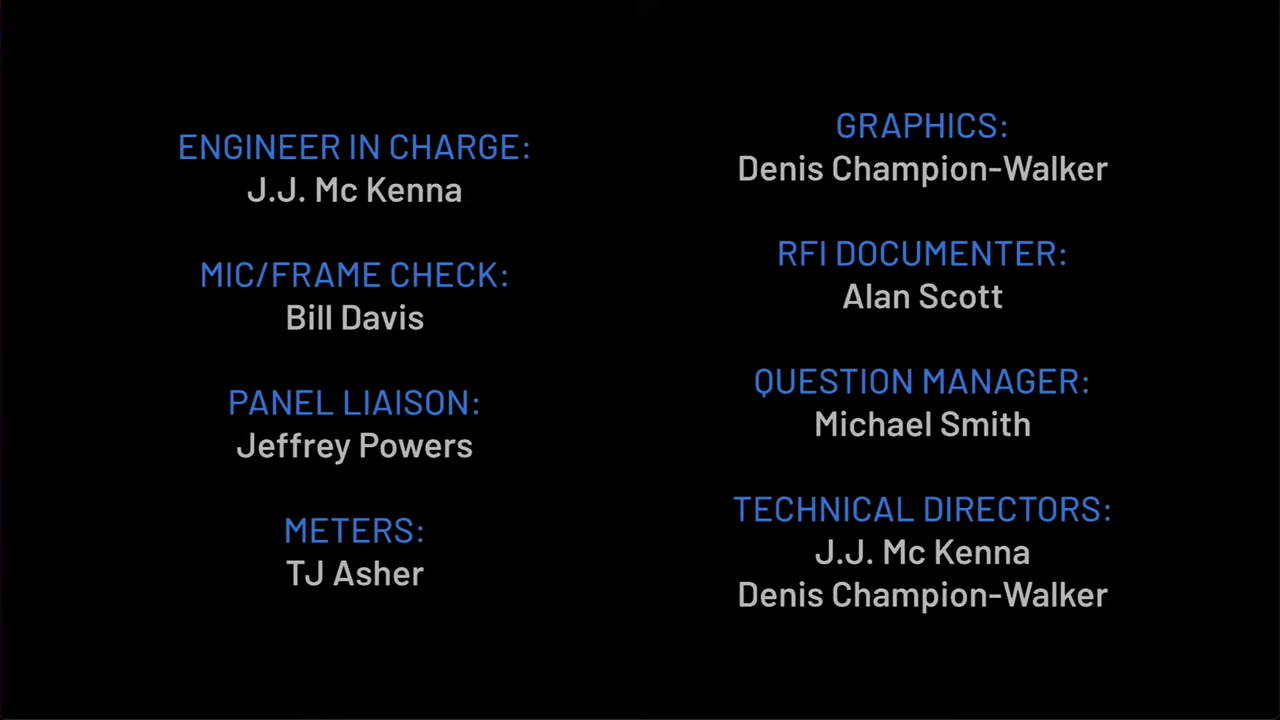 ENGINEER IN CHARGE:
J.J. Mc Kenna
MIC/FRAME CHECK:
Bill Davis
PANEL LIAISON:
Jeffrey Powers
METERS:
TJ Asher
GRAPHICS:
Denis Champion-Walker
RFI DOCUMENTER:
Alan Scott
QUESTION MANAGER:
Michael Smith
TECHNICAL DIRECTORS:
J.J. Mc Kenna
Denis Champion-Walker